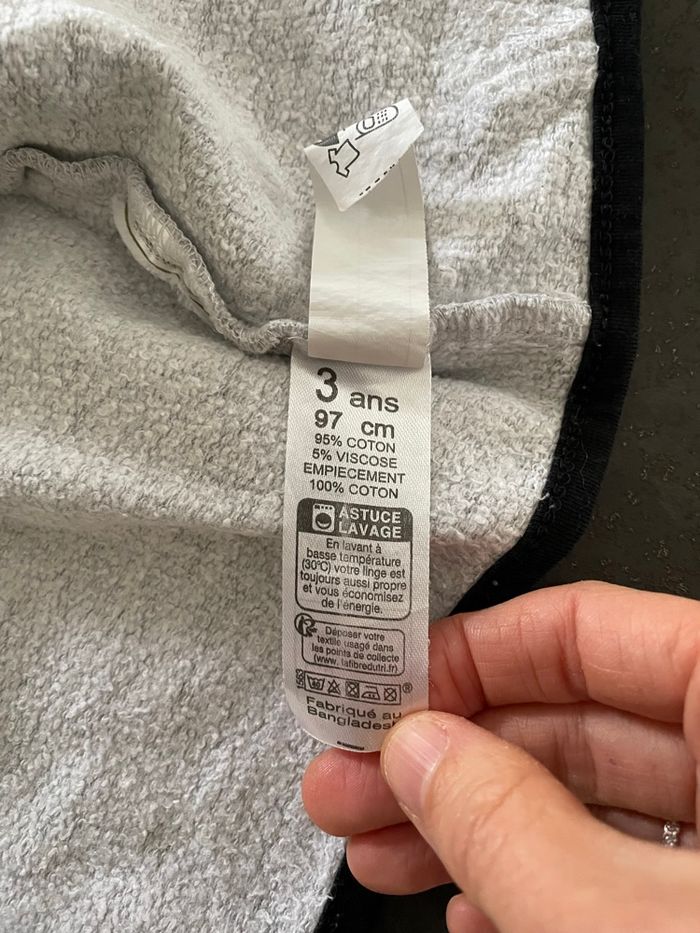 3 ans
97 cm
95% COTON
5% VISCOSE
EMPIECEMENT
100% COTON
ASTUCE
LAVAGE
En lavant à
basse température
(30°C) votre linge est
toujours aussi propre
et vous économisez
de l'énergie.
Déposer votre
textile usagé dans
les points de collecte
(www. lafibredutri.fr)
®
Fabriqué au
Bangladesh